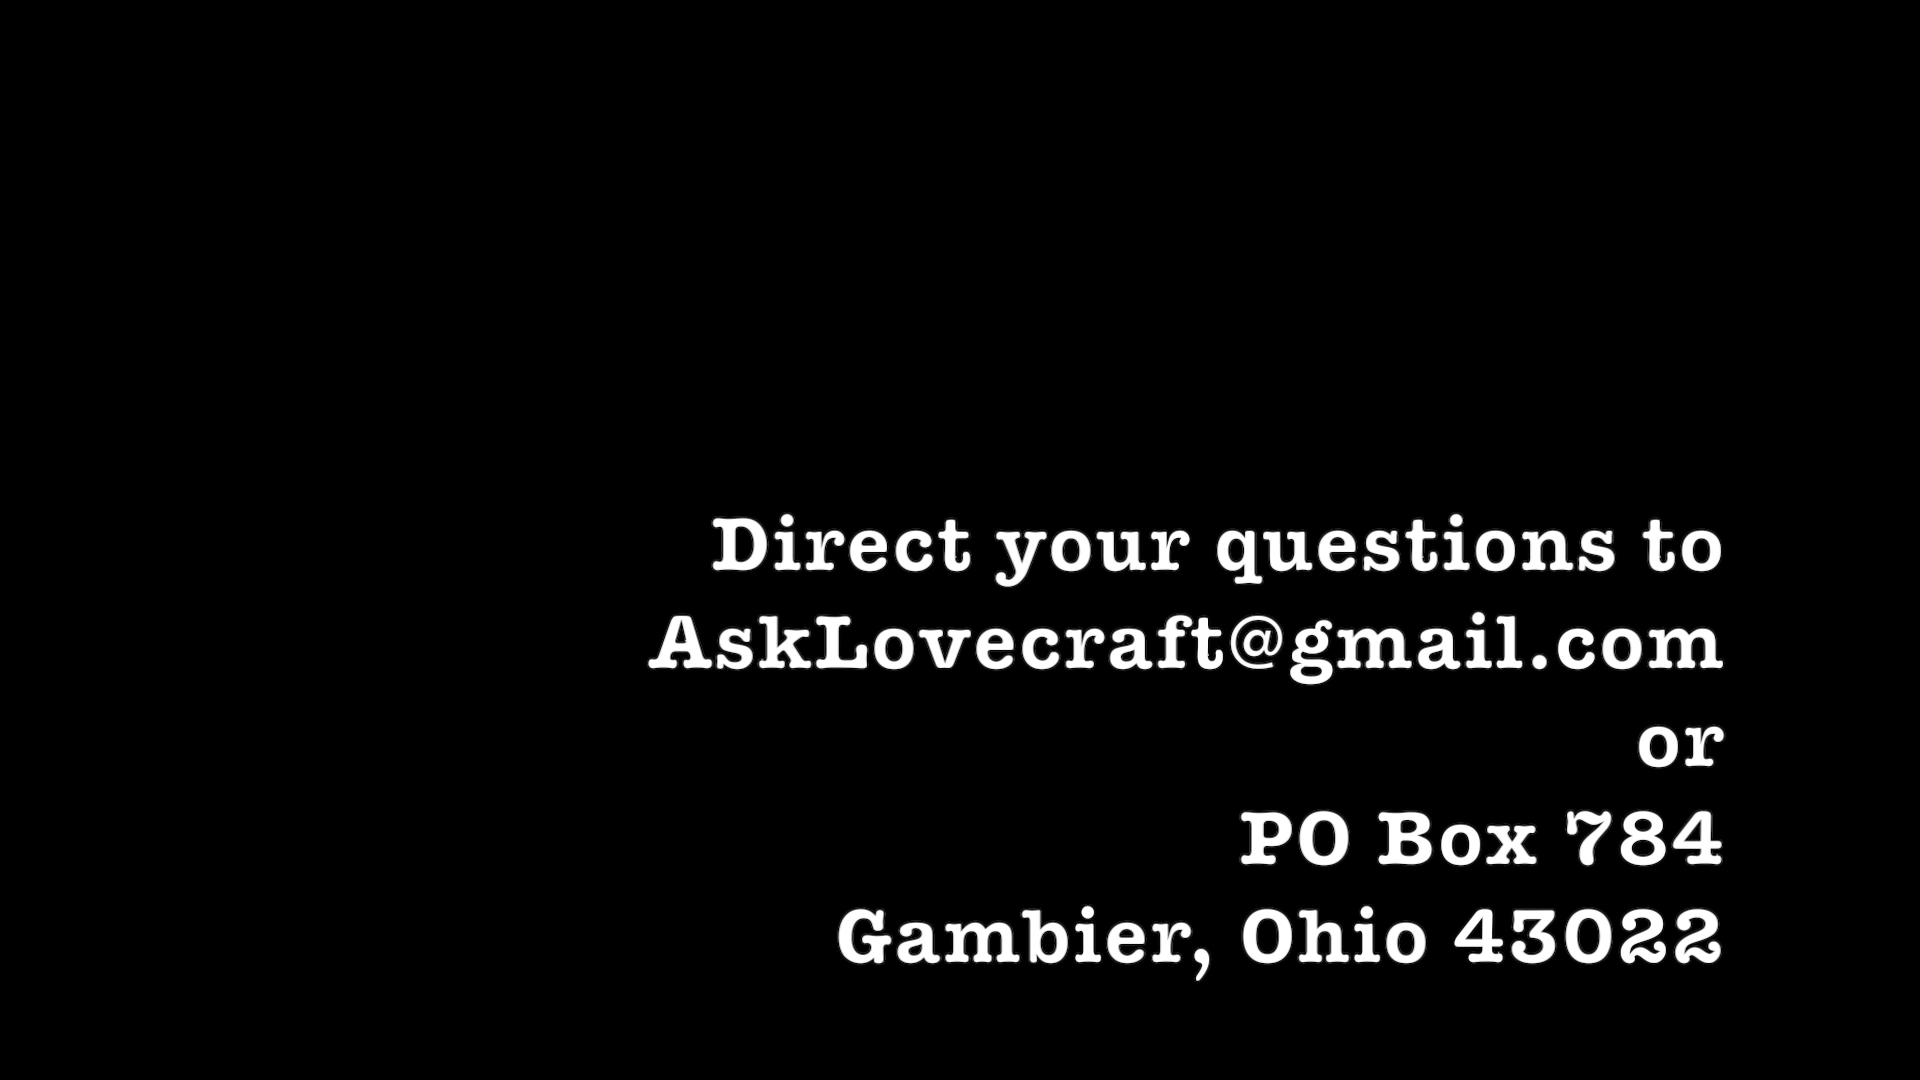 Direct your questions to
AskLovecraft@gmail.com
or
PO Box 784
Gambier, Ohio 43022